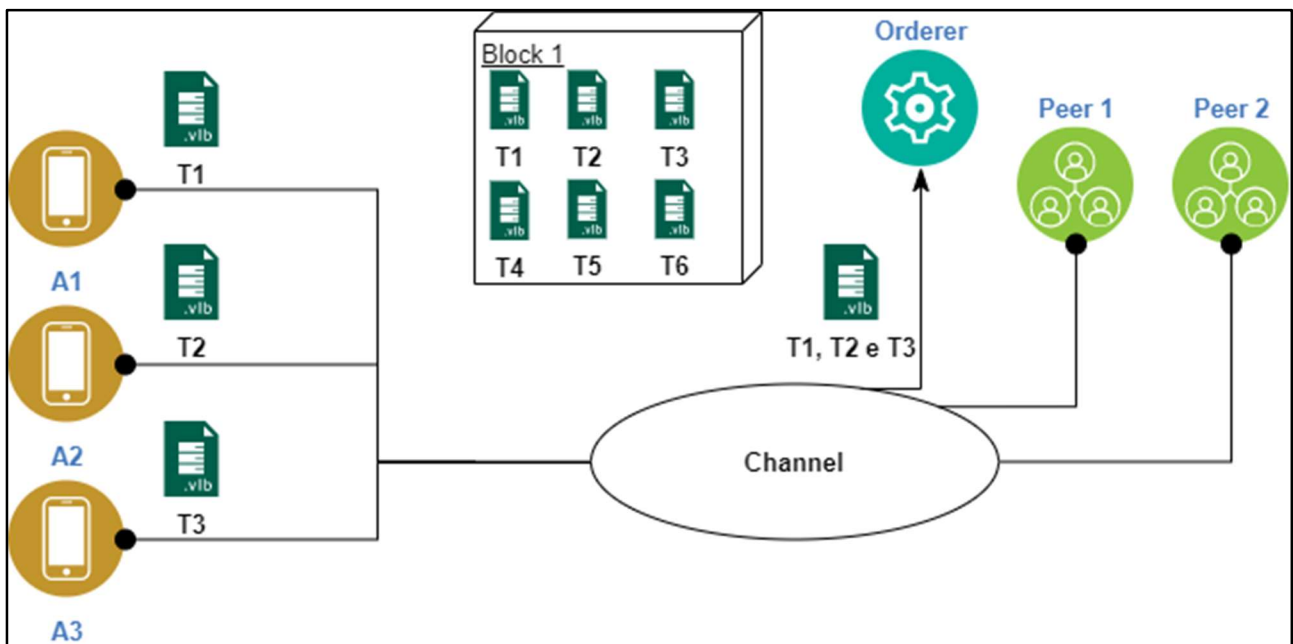 .vlb
T1
A1
.vlb
T2
A2
.vlb
T3
A3
Block 1
.vlb .vlb .vlb
T1 T2 T3
.vlb .vlb .vlb
T4 T5 T6
Orderer
Peer 1
Peer 2
.vlb
T1, T2 e T3
Channel